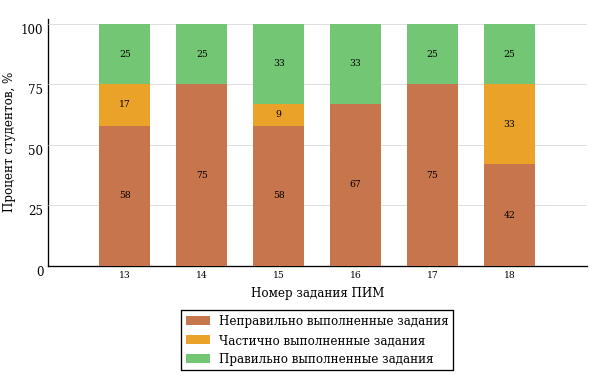 100
75
50
25
0
Процент студентов, %
25 25 33 33 25 25
17 9 33
58 75 58 67 75 42
13 14 15 16 17 18
Номер задания ПИМ
Неправильно выполненные задания
Частично выполненные задания
Правильно выполненные задания